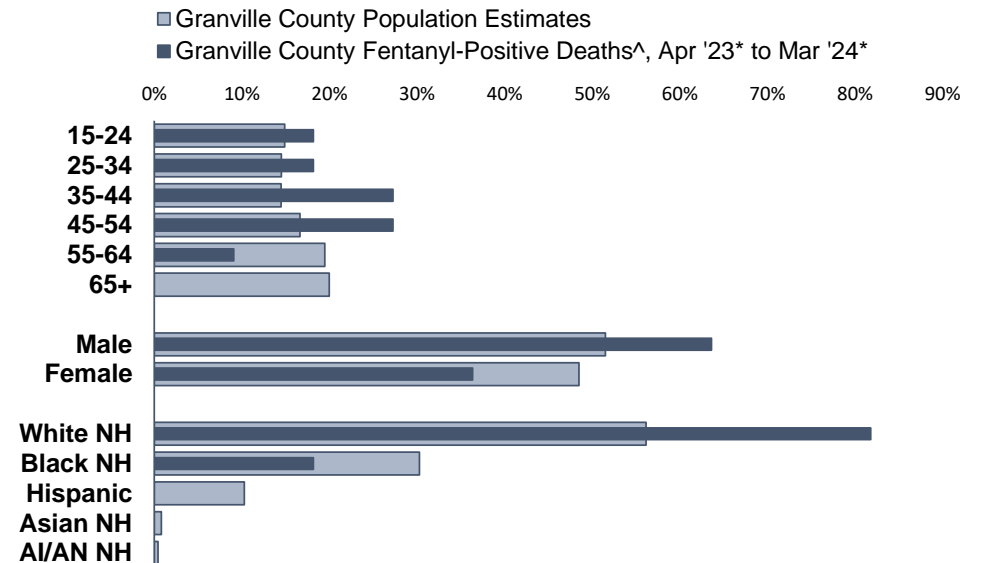 Granville County Population Estimates
Granville County Fentanyl-Positive Deaths^, Apr '23* to Mar '24*
0% 10% 20% 30% 40% 50% 60% 70% 80% 90%
15-24
25-34
35-44
45-54
55-64
65+
Male
Female
White NH
Black NH
Hispanic
Asian NH
AI/AN NH